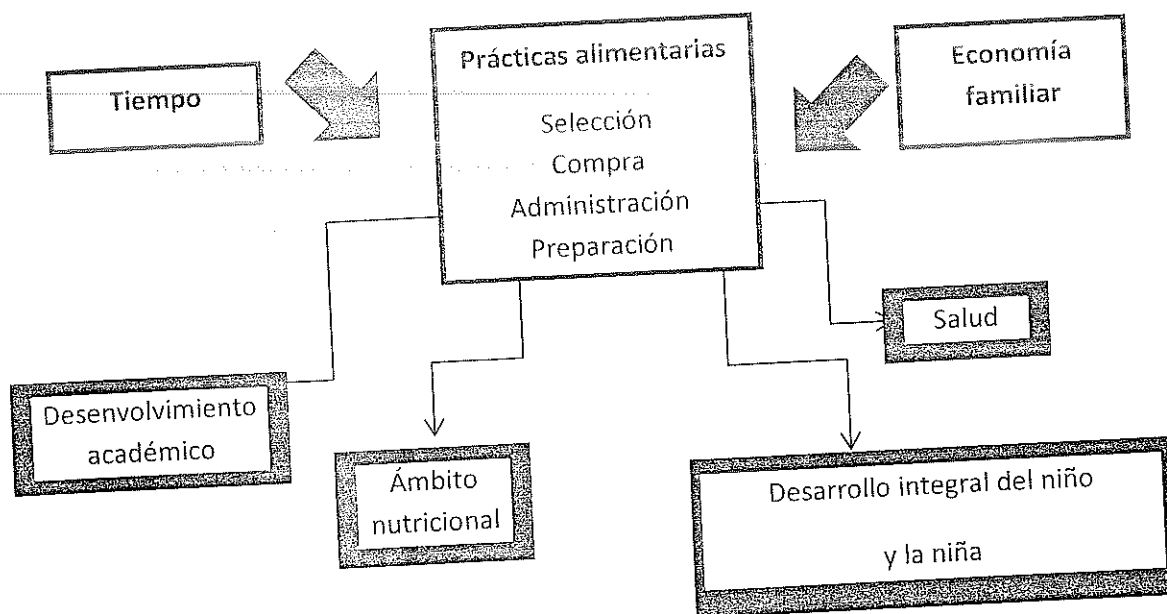 Tiempo
Prácticas alimentarias
Selección
Compra
Administración
Preparación
Economía
familiar
Salud
Desenvolvimiento
académico
Ámbito
nutricional
Desarrollo integral del niño
y la niña